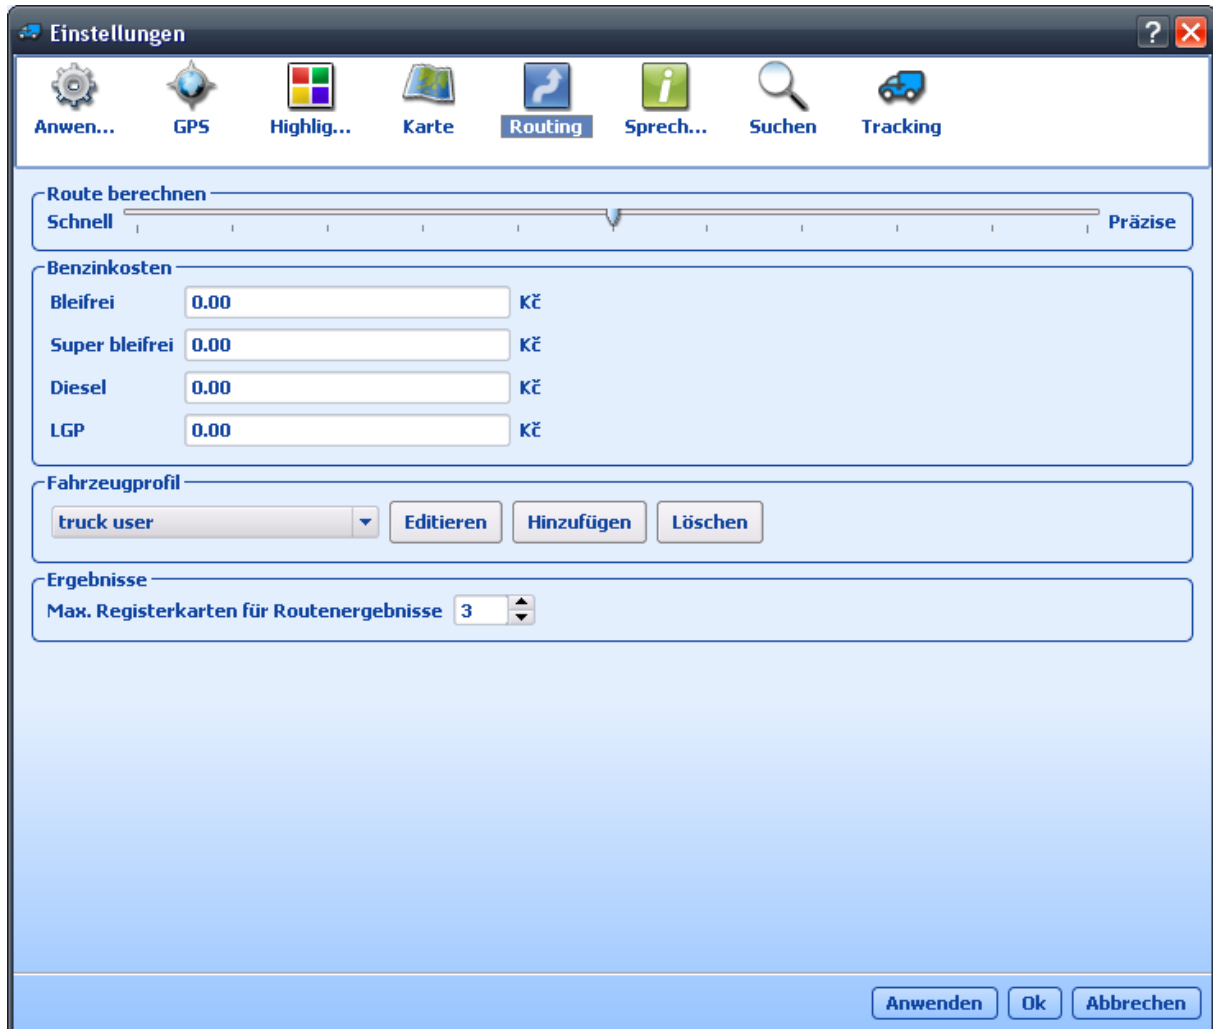 Einstellungen
Anwen... GPS Highlig... Karte Routing Sprech... Suchen Tracking
Route berechnen
Schnell Präzise
Benzinkosten
Bleifrei 0.00 Kč
Super bleifrei 0.00 Kč
Diesel 0.00 Kč
LGP 0.00 Kč
Fahrzeugprofil
truck user Editieren Hinzufügen Löschen
Ergebnisse
Max. Registerkarten für Routenergebnisse 3
Anwenden Ok Abbrechen